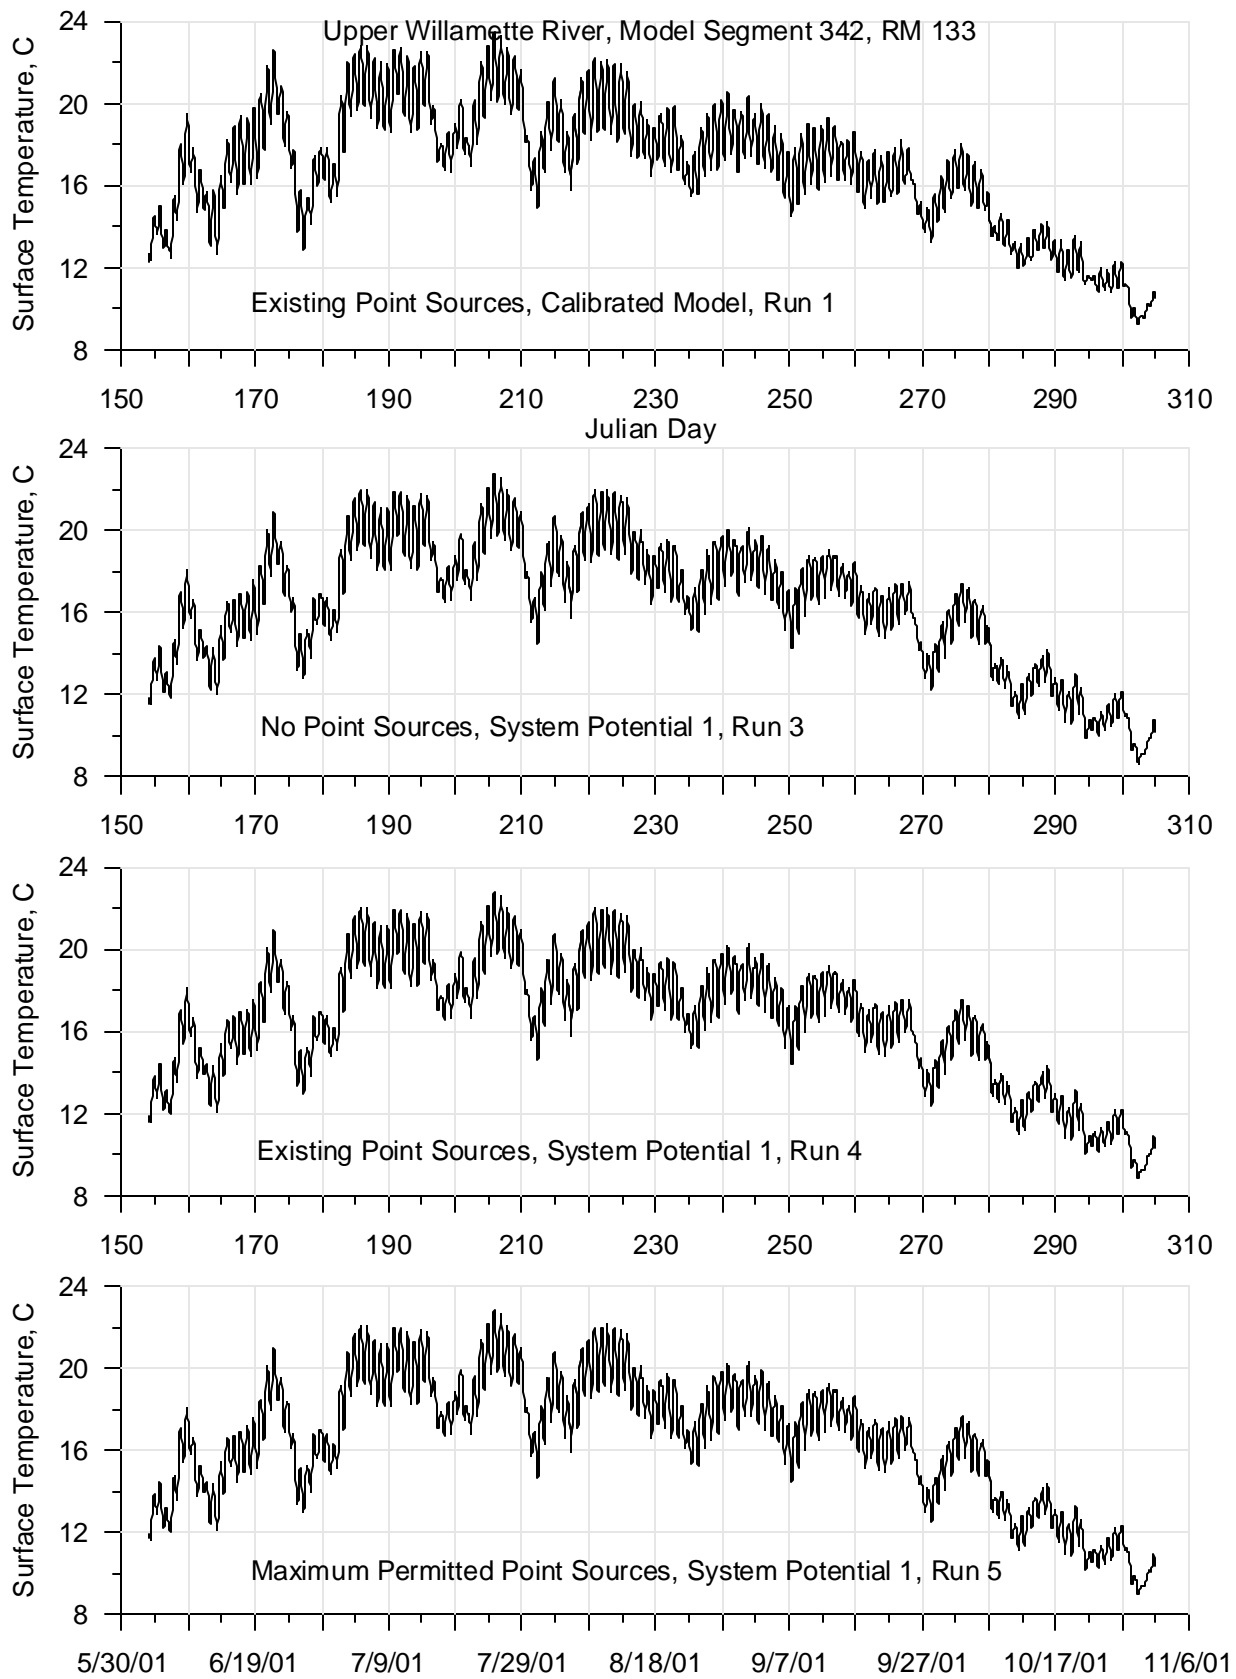 24
Upper Willamette River, Model Segment 342, RM 133
20
16
12
8
Surface Temperature, C
Existing Point Sources, Calibrated Model, Run 1
150 170 190 210 230 250 270 290 310
Julian Day
24
20
16
12
8
Surface Temperature, C
No Point Sources, System Potential 1, Run 3
150 170 190 210 230 250 270 290 310
24
20
16
12
8
Surface Temperature, C
Existing Point Sources, System Potential 1, Run 4
150 170 190 210 230 250 270 290 310
24
20
16
12
8
Surface Temperature, C
Maximum Permitted Point Sources, System Potential 1, Run 5
5/30/01 6/19/01 7/9/01 7/29/01 8/18/01 9/7/01 9/27/01 10/17/01 11/6/01